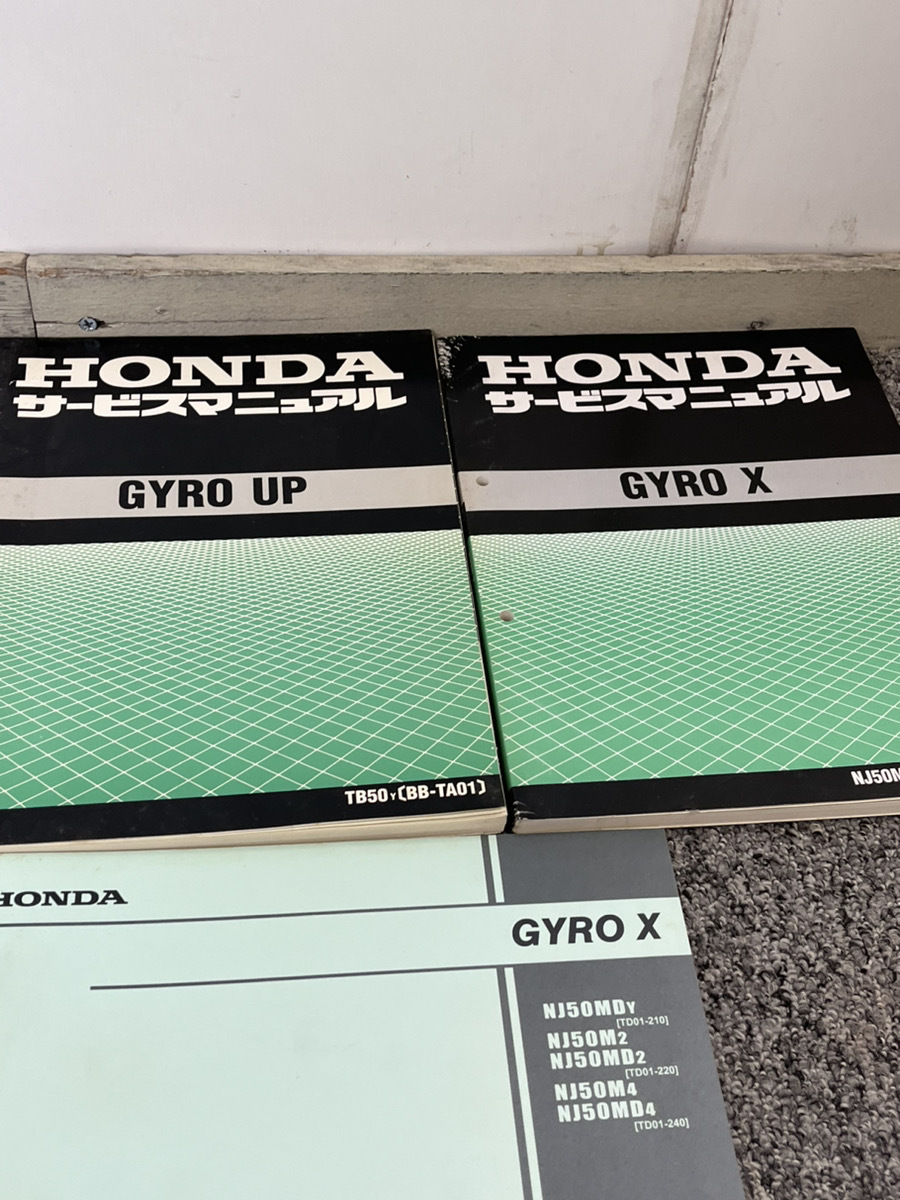 HONDA
サービスマニュアル
GYRO UP
TB50Y〔BB-TA01〕
HONDA
サービスマニュアル
GYRO X
NJ50M
HONDA
GYRO X
NJ50MDY
[TD01-210]
NJ50M2
NJ50MD2
[TD01-220]
NJ50M4
NJ50MD4
[TD01-240]